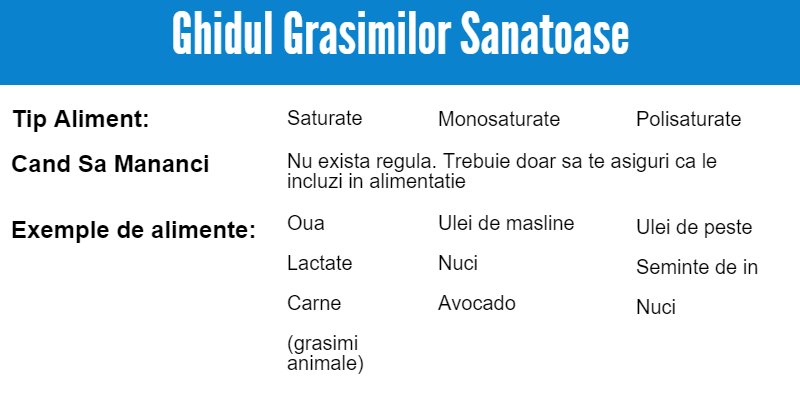 Ghidul Grasimilor Sanatoase
Tip Aliment: Saturate Monosaturate Polisaturate
Cand Sa Mananci Nu exista regula. Trebuie doar sa te asiguri ca le
incluzi in alimentatie
Exemple de alimente: Oua Ulei de masline Ulei de peste
Lactate Nuci Seminte de in
Carne Avocado Nuci
(grasimi
animale)